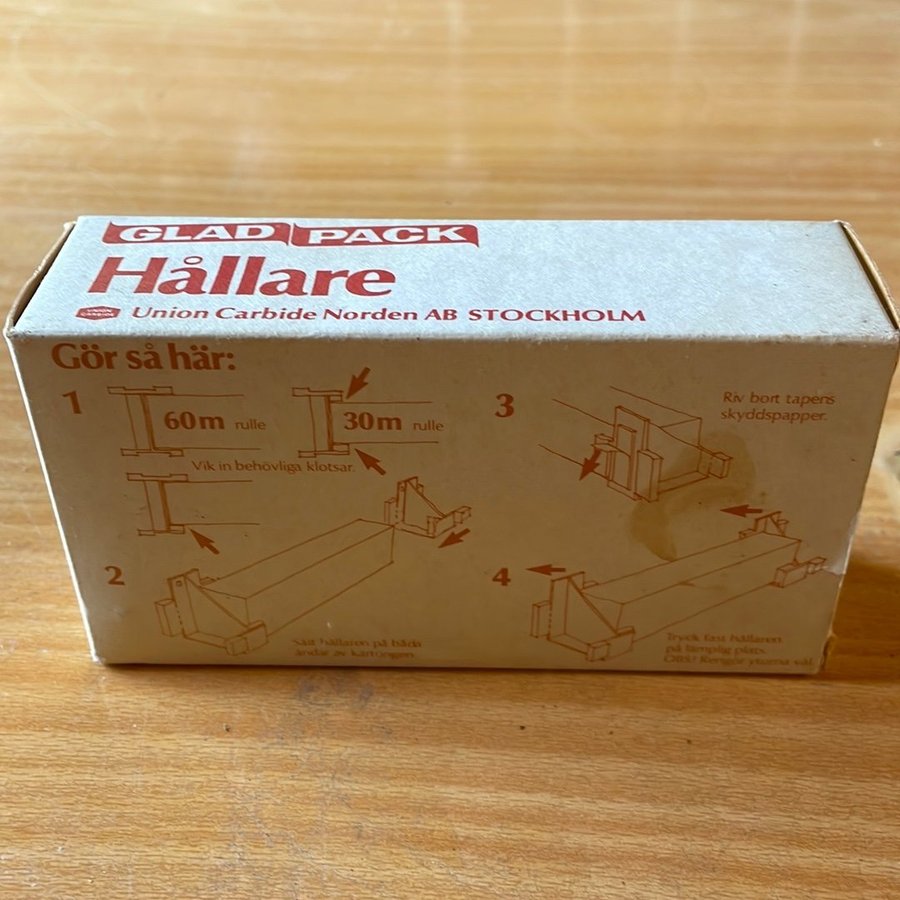 GLAD PACK
Hållare
UNION CARBIDE
Union Carbide Norden AB STOCKHOLM
Gör så här:
1
60m rulle
30m rulle
Vik in behövliga klotsar.
2
Sätt hållaren på båda
ändar av kartongen.
3
Riv bort tapens
skyddspapper.
4
Tryck fast hållaren
på lämplig plats.
OBS! Rengör ytorna väl.